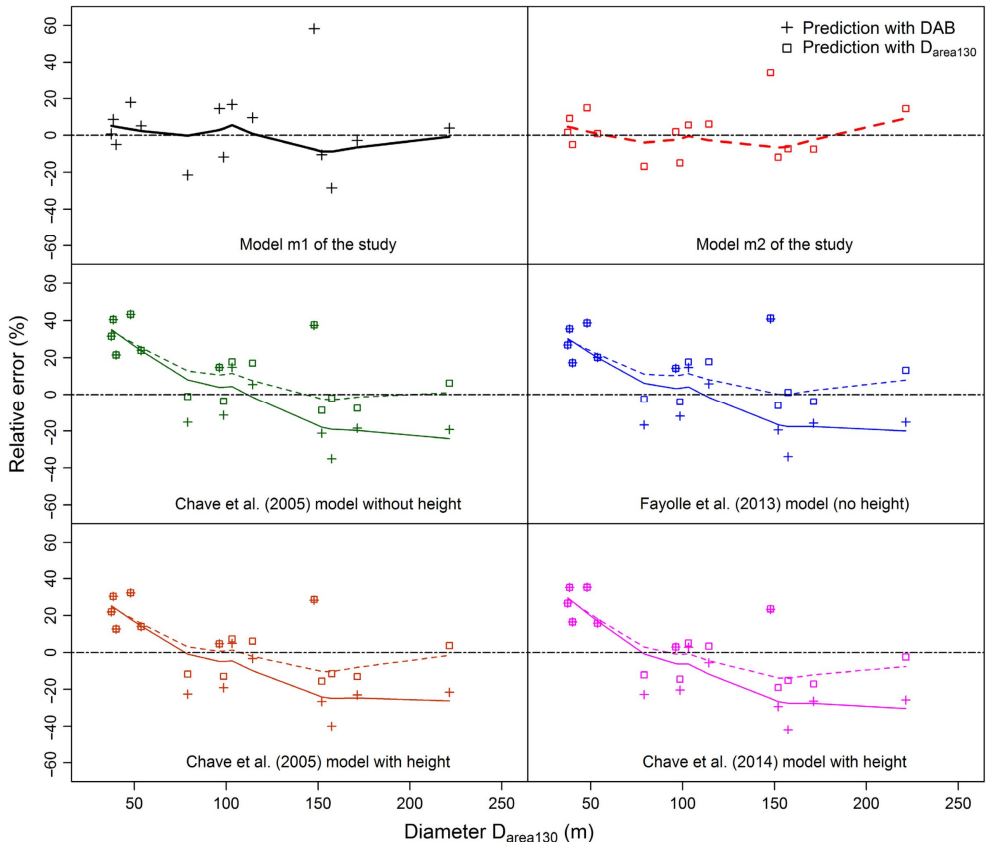 60
40
20
0
−20
−40
−60
Model m1 of the study
Prediction with DAB
Prediction with Darea130
Model m2 of the study
Relative error (%)
60
40
20
0
−20
−40
−60
Chave et al. (2005) model without height
Fayolle et al. (2013) model (no height)
60
40
20
0
−20
−40
−60
Chave et al. (2005) model with height
Chave et al. (2014) model with height
50 100 150 200 250
50 100 150 200 250
Diameter Darea130 (m)